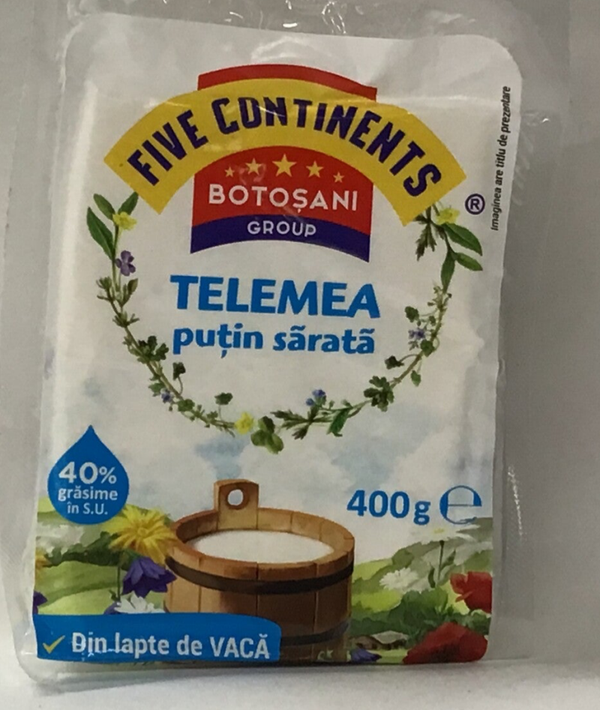 FIVE CONTINENTS
BOTOȘANI
GROUP
®
Imaginea are titlu de prezentare
TELEMEA
puțin sărată
40%
grăsime
în S.U.
400g e
Din lapte de VACĂ